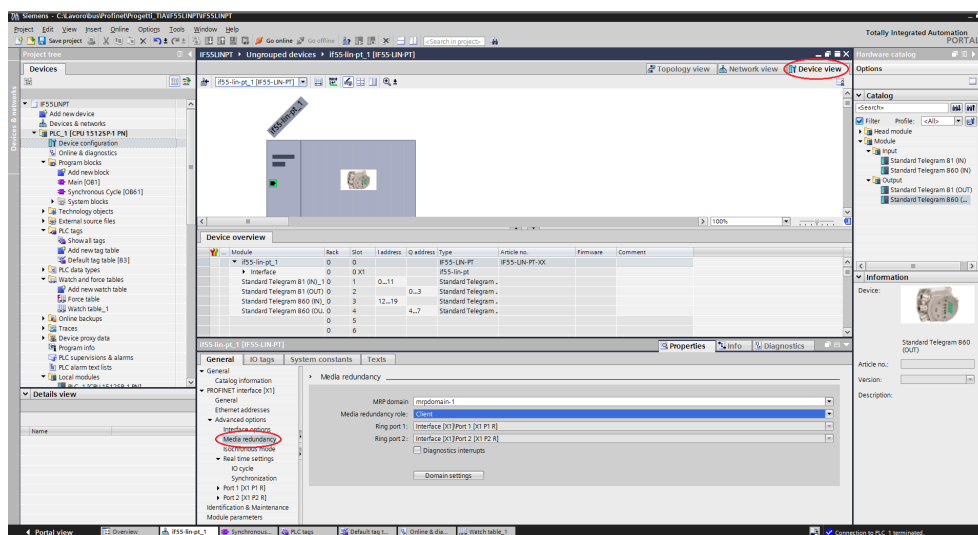 Siemens - C:\Lavoro\bus\Profinet\Progetti_TIA\IF55LINPT\IF55LINPT
Project Edit View Insert Online Options Tools Window Help
Totally Integrated Automation
PORTAL
Save project Go online Go offline <Search in project>
Project tree
IF55LINPT Ungrouped devices if55-lin-pt_1 [IF55-LIN-PT]
Hardware catalog
Devices
Topology view Network view Device view
Options
if55-lin-pt_1 [IF55-LIN-PT]
Devices & networks
IF55LINPT
Add new device
Devices & networks
PLC_1 [CPU 1512SP-1 PN]
Device configuration
Online & diagnostics
Program blocks
Add new block
Main [OB1]
Synchronous Cycle [OB61]
System blocks
Technology objects
External source files
PLC tags
Show all tags
Add new tag table
Default tag table [83]
PLC data types
Watch and force tables
Add new watch table
Force table
Watch table_1
Online backups
Traces
Device proxy data
Program info
PLC supervisions & alarms
PLC alarm text lists
Local modules
PLC_1 [CPU 1512SP-1 PN]
Details view
Name
if55-lin-pt_1
100%
Device overview
... Module Rack Slot I address Q address Type Article no. Firmware Comment
if55-lin-pt_1 0 0 IF55-LIN-PT IF55-LIN-PT-XX
Interface 0 0 X1 if55-lin-pt
Standard Telegram 81 (IN)_1 0 1 0...11 Standard Telegram .
Standard Telegram 81 (OUT) 0 2 0...3 Standard Telegram .
Standard Telegram 860 (IN)_ 0 3 12...19 Standard Telegram .
Standard Telegram 860 (OU. 0 4 4...7 Standard Telegram .
0 5
0 6
if55-lin-pt_1 [IF55-LIN-PT]
Properties Info Diagnostics
General IO tags System constants Texts
General
Catalog information
PROFINET interface [X1]
General
Ethernet addresses
Advanced options
Interface options
Media redundancy
Isochronous mode
Real time settings
IO cycle
Synchronization
Port 1 [X1 P1 R]
Port 2 [X1 P2 R]
Identification & Maintenance
Module parameters
Media redundancy
MRP domain mrpdomain-1
Media redundancy role: Client
Ring port 1: Interface [X1]\Port 1 [X1 P1 R]
Ring port 2: Interface [X1]\Port 2 [X1 P2 R]
Diagnostics interrupts
Domain settings
Catalog
<Search>
Filter Profile: <All>
Head module
Module
Input
Standard Telegram 81 (IN)
Standard Telegram 860 (IN)
Output
Standard Telegram 81 (OUT)
Standard Telegram 860 (...
Information
Device:
Standard Telegram 860
(OUT)
Article no.:
Version:
Description:
Portal view Overview if55-lin-pt_1 Synchronous... PLC tags Default tag t... Online & dia... Watch table_1 Connection to PLC_1 terminated.